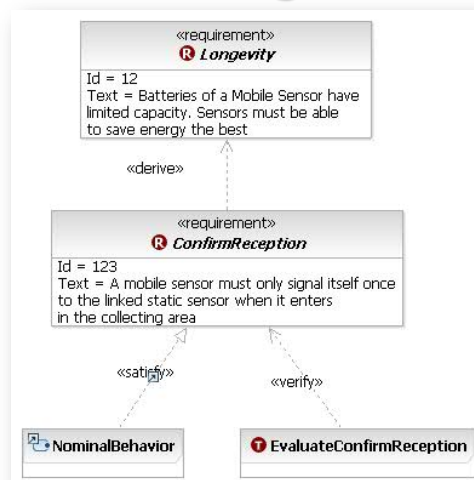 «requirement»
R Longevity
Id = 12
Text = Batteries of a Mobile Sensor have
limited capacity. Sensors must be able
to save energy the best
«derive»
«requirement»
R ConfirmReception
Id = 123
Text = A mobile sensor must only signal itself once
to the linked static sensor when it enters
in the collecting area
«satisfy»
«verify»
NominalBehavior
T EvaluateConfirmReception